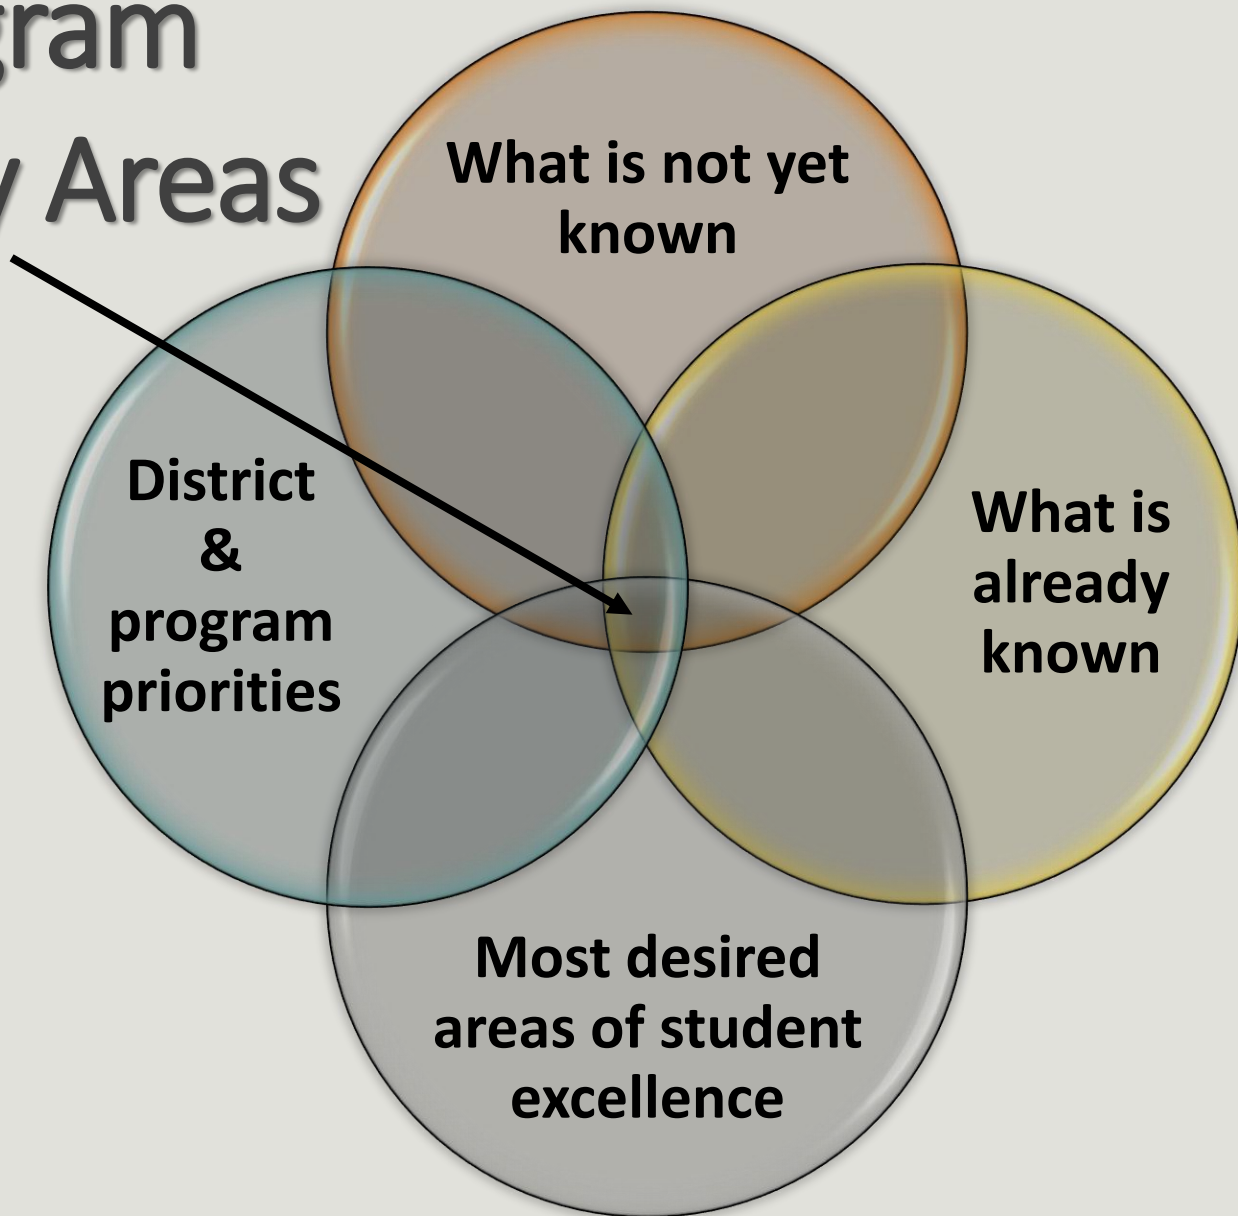 gram
y Areas
What is not yet
known
District
&
program
priorities
What is
already
known
Most desired
areas of student
excellence